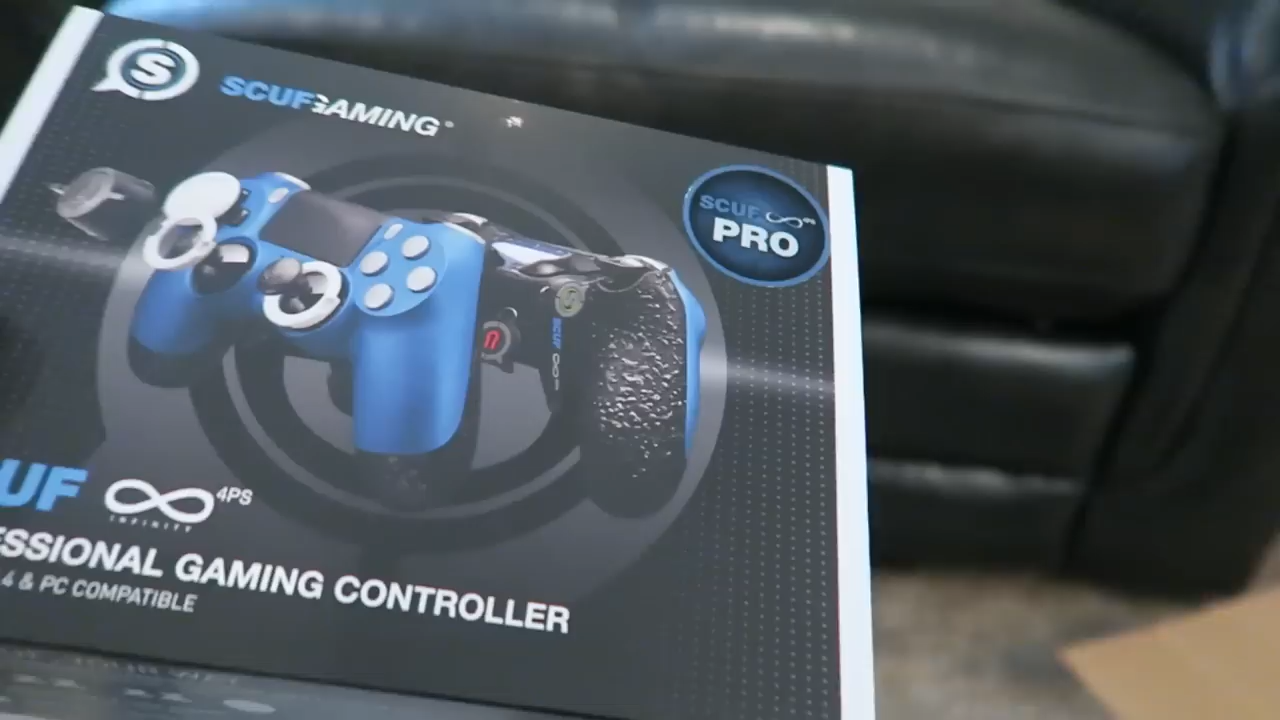 S
SCUFGAMING®
SCUF
PRO
S
SCUF
UF 4PS
INFINITY
ESSIONAL GAMING CONTROLLER
4 & PC COMPATIBLE